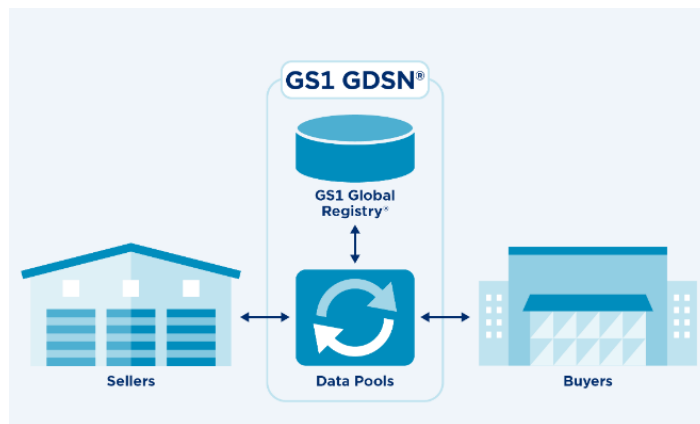 GS1 GDSN®
GS1 Global
Registry®
Sellers
Data Pools
Buyers